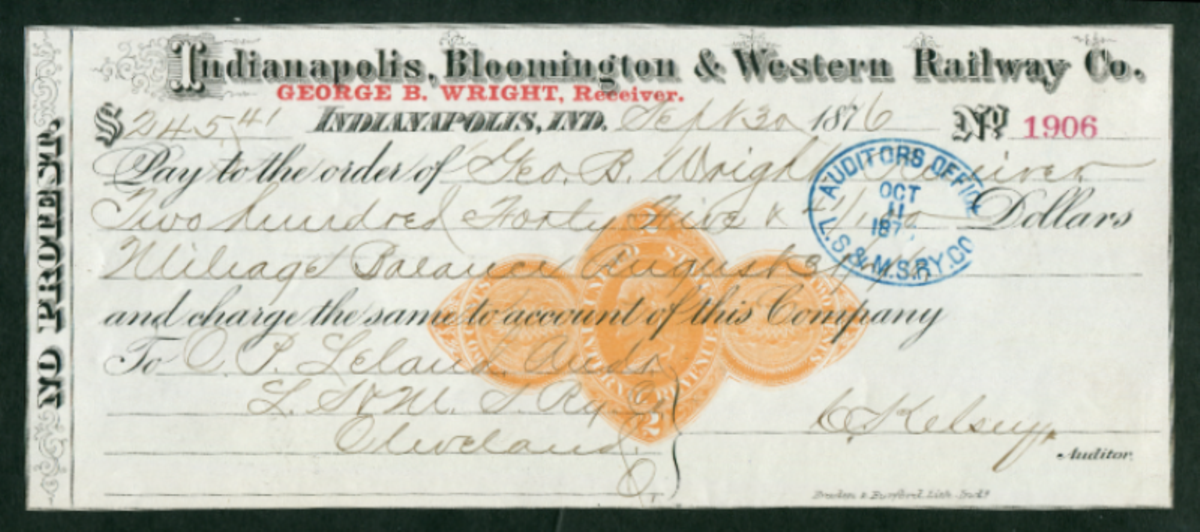 Indianapolis, Bloomington & Western Railway Co.
GEORGE B. WRIGHT, Receiver.
$ 245 41 INDIANAPOLIS, IND. Sept 30 1876 No 1906
Pay to the order of Geo. B. Wright Receiver
Two hundred Forty Five & 41/100 Dollars
Mileage Balance August
and charge the same to account of this Company
To C. P. Leland, Audr.
L. S & M. S. Ry. Co
Cleveland
O.
Kelsey
Auditor.
NO PROTEST.
AUDITORS OFFICE
OCT
11
187
L. S. & M. S. RY. CO
2
2